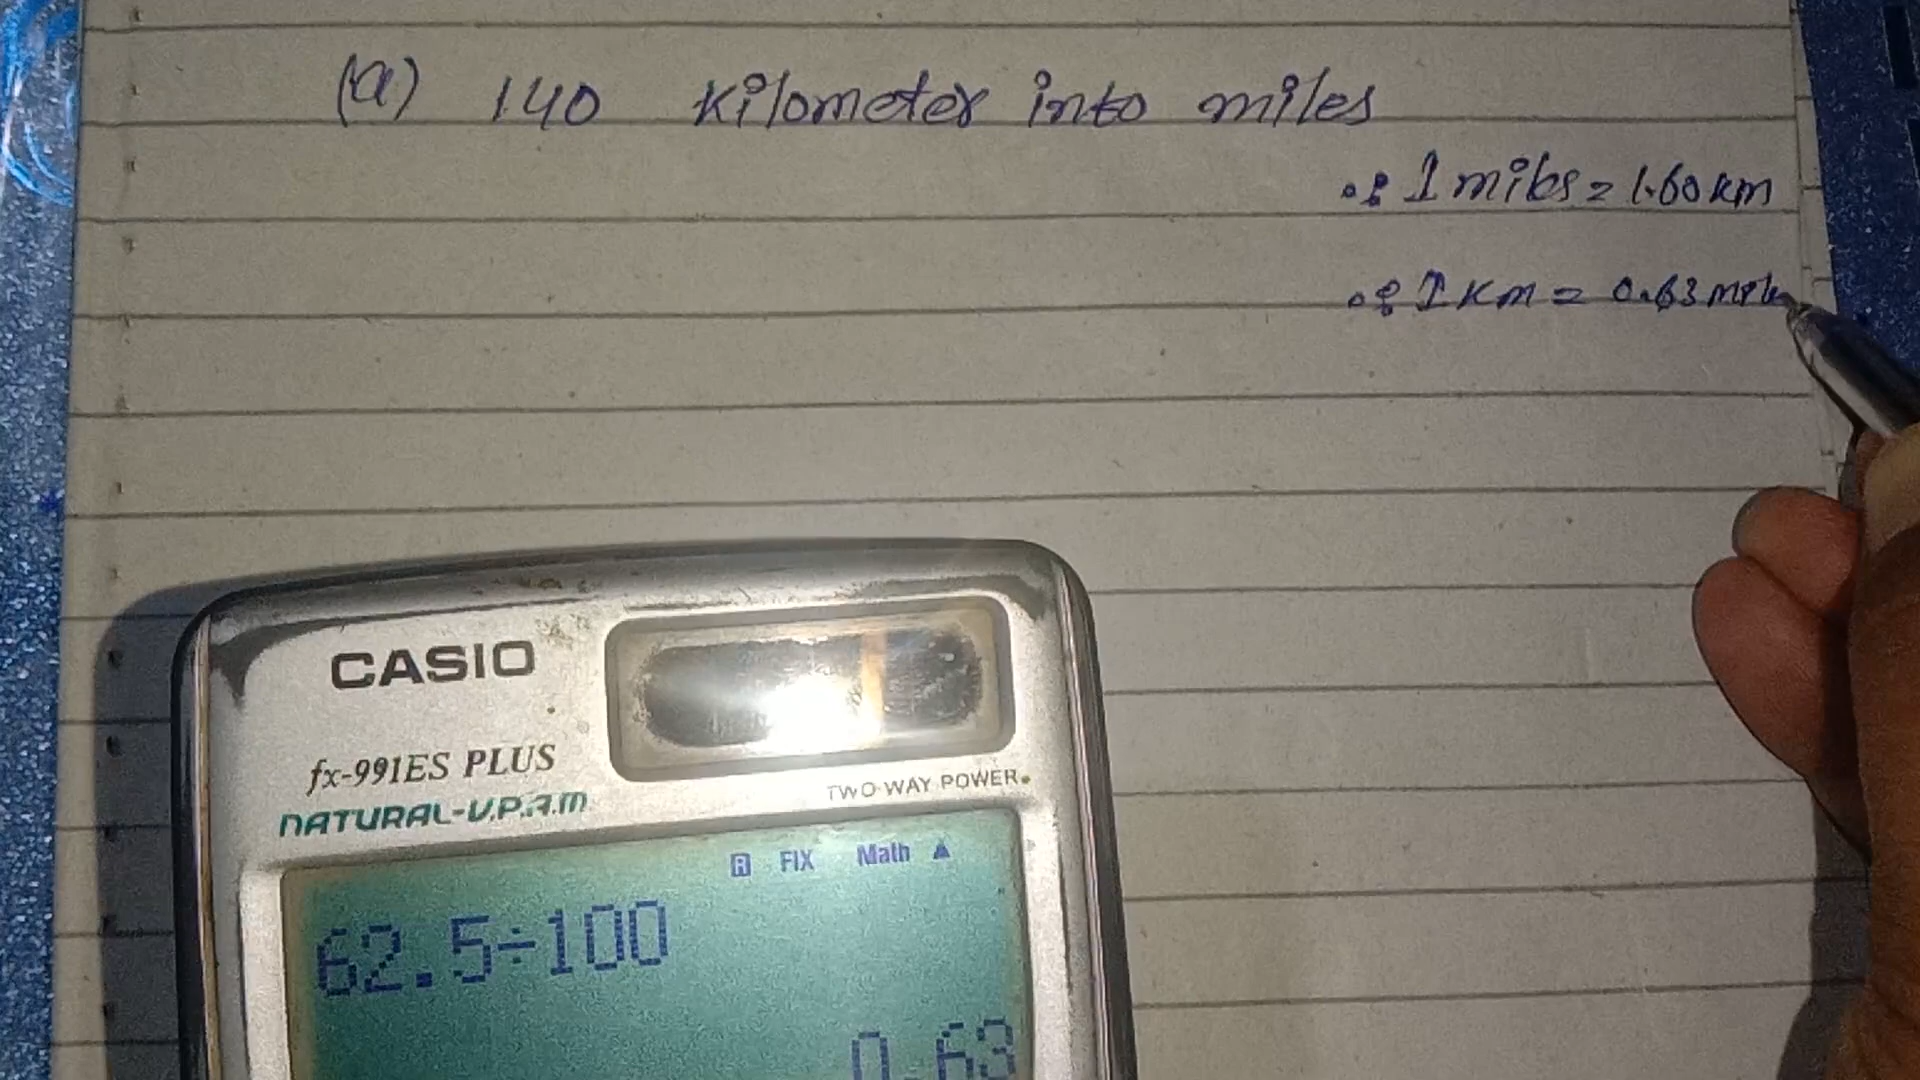 (a) 140 Kilometer into miles
1 miles = 1.60 km
1 Km = 0.63 mile
CASIO
fx-991ES PLUS
NATURAL-V.P.A.M.
TWO WAY POWER
R FIX Math ▲
62.5÷100
0.63